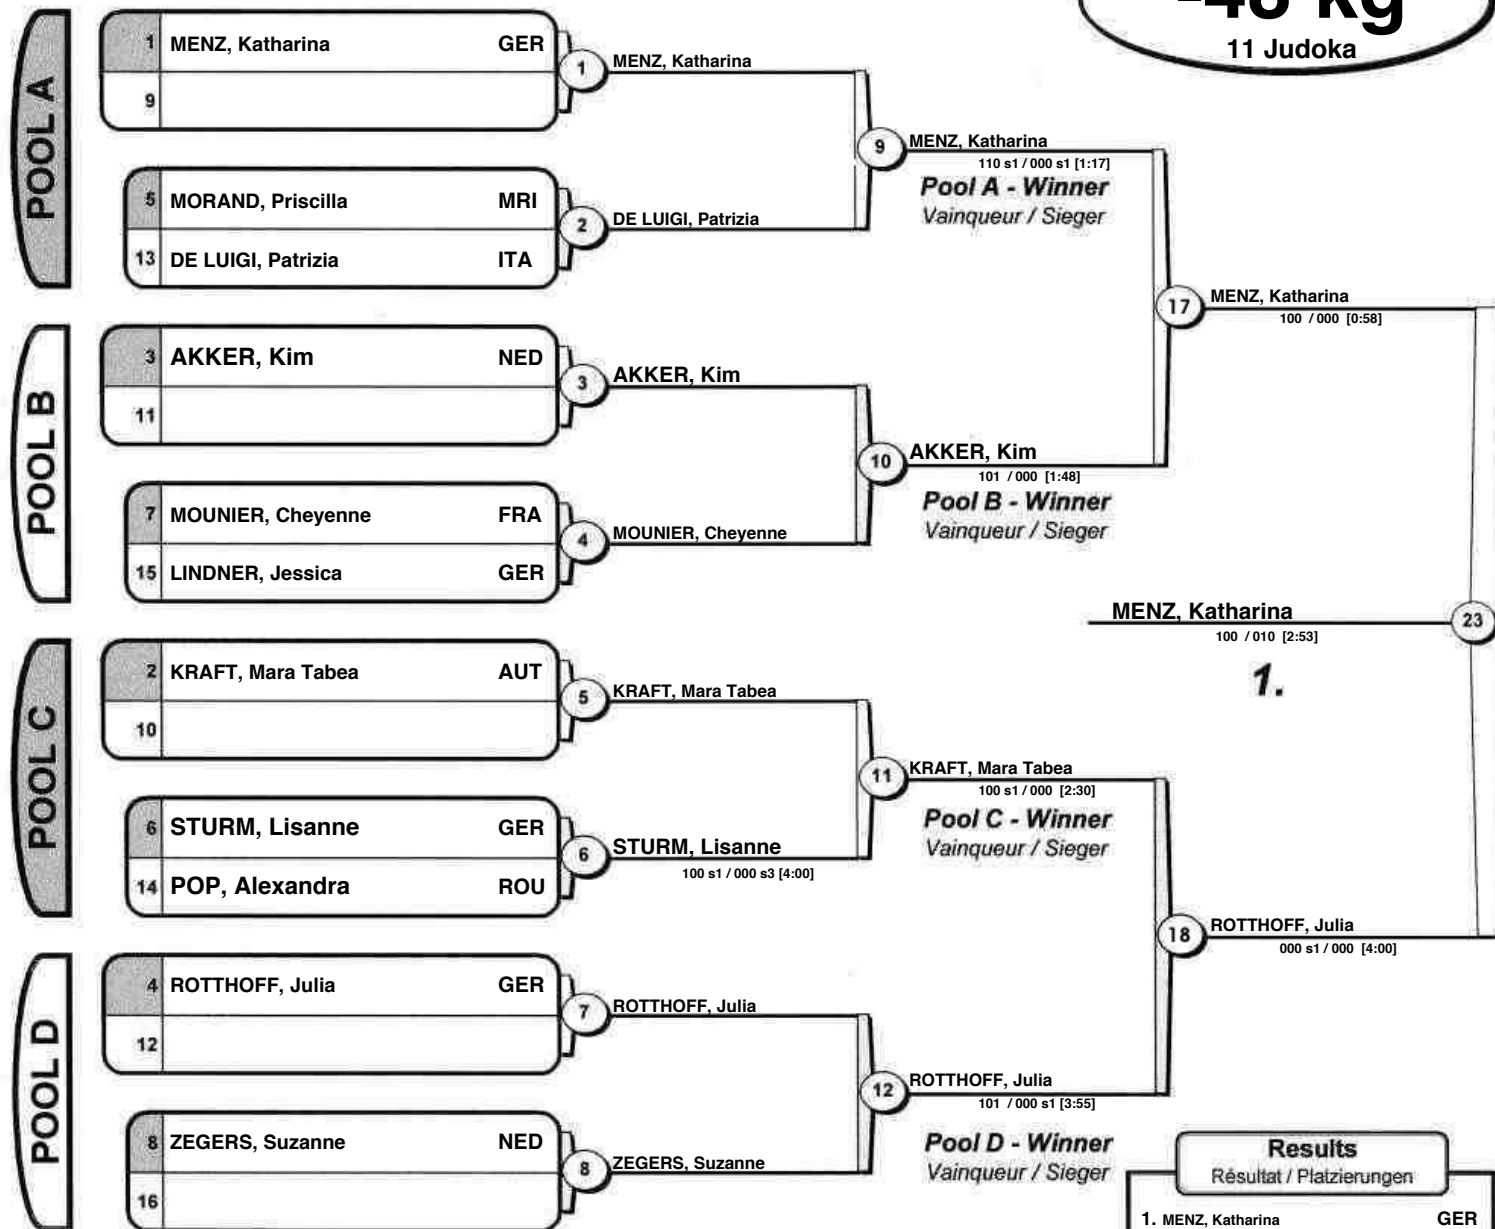 -48 kg
11 Judoka
POOL A
1 MENZ, Katharina GER
9
5 MORAND, Priscilla MRI
13 DE LUIGI, Patrizia ITA
1 MENZ, Katharina
2 DE LUIGI, Patrizia
9 MENZ, Katharina
110 s1 / 000 s1 [1:17]
Pool A - Winner
Vainqueur / Sieger
POOL B
3 AKKER, Kim NED
11
7 MOUNIER, Cheyenne FRA
15 LINDNER, Jessica GER
3 AKKER, Kim
4 MOUNIER, Cheyenne
10 AKKER, Kim
101 / 000 [1:48]
Pool B - Winner
Vainqueur / Sieger
17 MENZ, Katharina
100 / 000 [0:58]
MENZ, Katharina 23
100 / 010 [2:53]
1.
POOL C
2 KRAFT, Mara Tabea AUT
10
6 STURM, Lisanne GER
14 POP, Alexandra ROU
5 KRAFT, Mara Tabea
6 STURM, Lisanne
100 s1 / 000 s3 [4:00]
11 KRAFT, Mara Tabea
100 s1 / 000 [2:30]
Pool C - Winner
Vainqueur / Sieger
POOL D
4 ROTTHOFF, Julia GER
12
8 ZEGERS, Suzanne NED
16
7 ROTTHOFF, Julia
8 ZEGERS, Suzanne
12 ROTTHOFF, Julia
101 / 000 s1 [3:55]
Pool D - Winner
Vainqueur / Sieger
18 ROTTHOFF, Julia
000 s1 / 000 [4:00]
Results
Résultat / Platzierungen
1. MENZ, Katharina GER